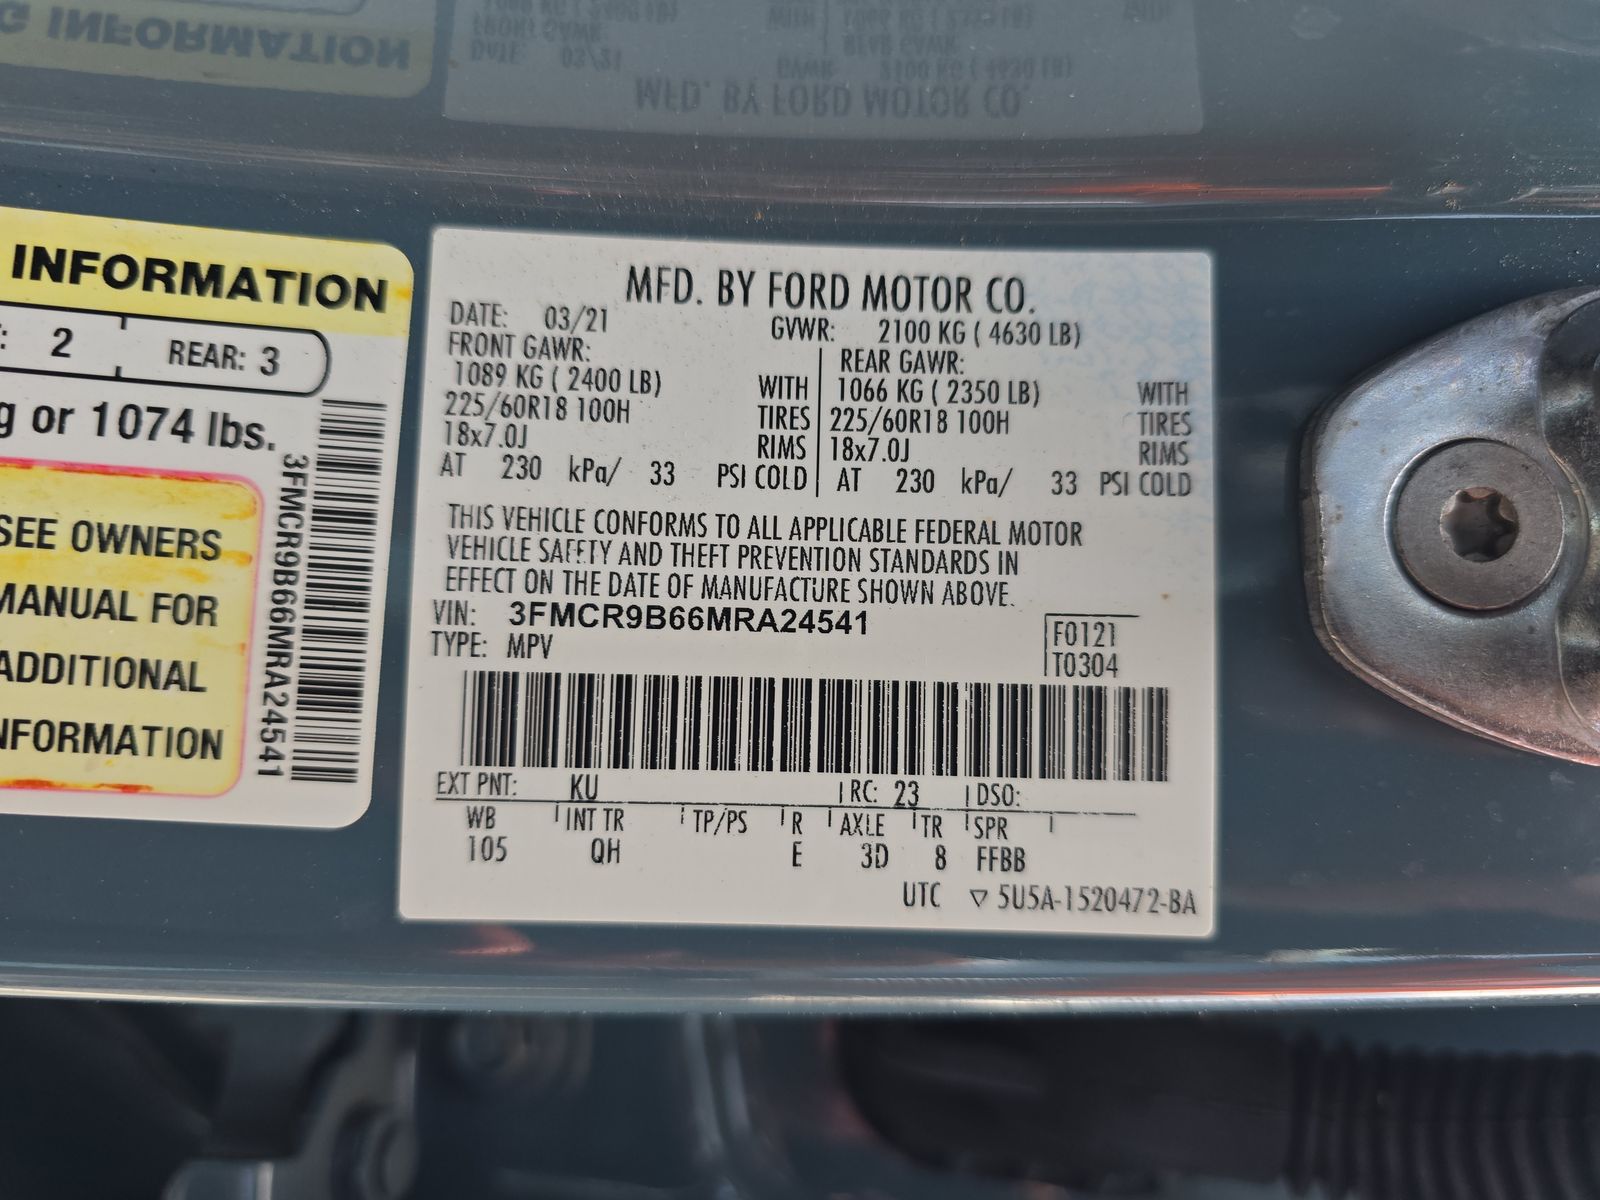 INFORMATION
: 2 REAR: 3
g or 1074 lbs.
SEE OWNERS
MANUAL FOR
ADDITIONAL
INFORMATION
3FMCR9B66MRA24541
MFD. BY FORD MOTOR CO.
DATE: 03/21 GVWR: 2100 KG ( 4630 LB)
FRONT GAWR: REAR GAWR:
1089 KG ( 2400 LB) WITH 1066 KG ( 2350 LB) WITH
225/60R18 100H TIRES 225/60R18 100H TIRES
18x7.0J RIMS 18x7.0J RIMS
AT 230 kPa/ 33 PSI COLD AT 230 kPa/ 33 PSI COLD
THIS VEHICLE CONFORMS TO ALL APPLICABLE FEDERAL MOTOR
VEHICLE SAFETY AND THEFT PREVENTION STANDARDS IN
EFFECT ON THE DATE OF MANUFACTURE SHOWN ABOVE.
VIN: 3FMCR9B66MRA24541
TYPE: MPV
F0121
T0304
EXT PNT: KU RC: 23 DSO:
WB INT TR TP/PS R AXLE TR SPR
105 QH E 3D 8 FFBB
UTC ▽ 5U5A-1520472-BA